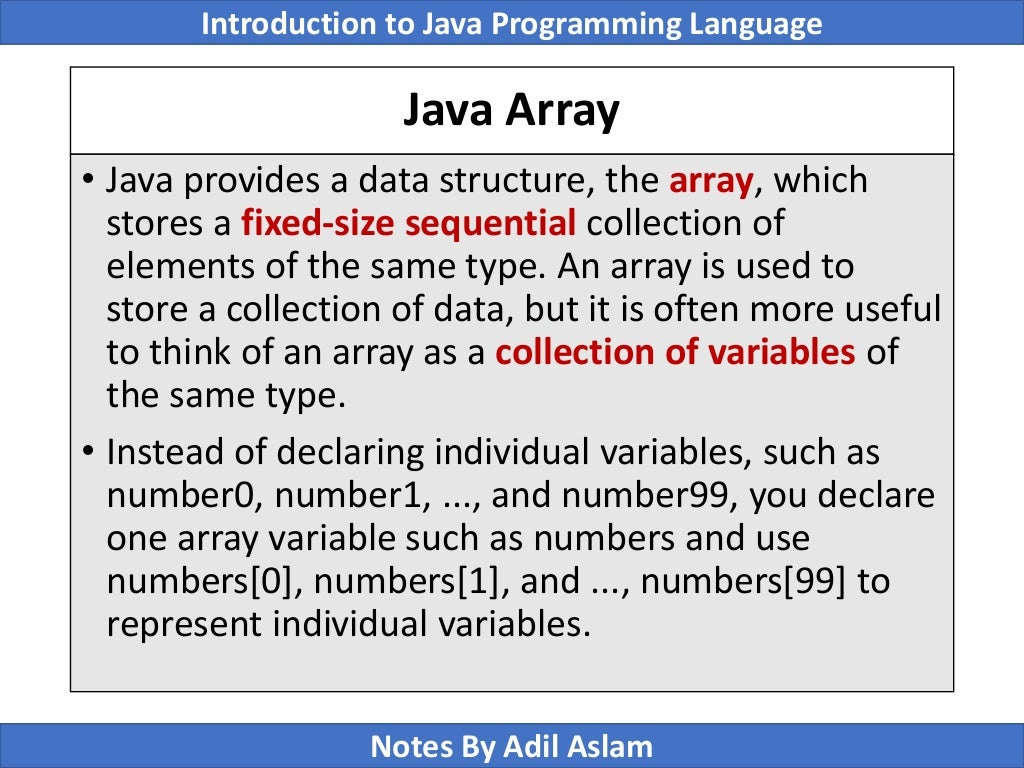 Introduction to Java Programming Language
Java Array
• Java provides a data structure, the array, which
stores a fixed-size sequential collection of
elements of the same type. An array is used to
store a collection of data, but it is often more useful
to think of an array as a collection of variables of
the same type.
• Instead of declaring individual variables, such as
number0, number1, ..., and number99, you declare
one array variable such as numbers and use
numbers[0], numbers[1], and ..., numbers[99] to
represent individual variables.
Notes By Adil Aslam